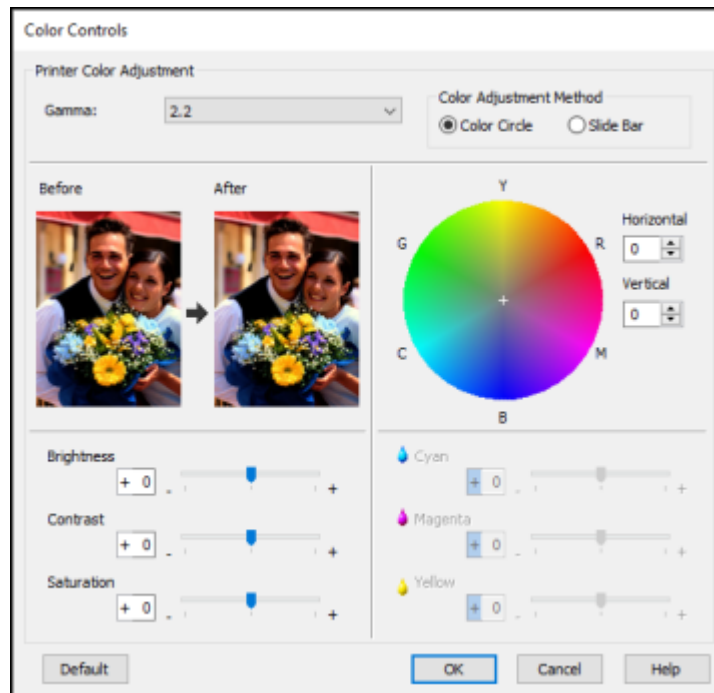 Color Controls
Printer Color Adjustment
Gamma: 2.2
Color Adjustment Method
Color Circle Slide Bar
Before After
Y
G R
C M
B
Horizontal
0
Vertical
0
Brightness
+ 0 - +
Contrast
+ 0 - +
Saturation
+ 0 - +
Cyan
+ 0 - +
Magenta
+ 0 - +
Yellow
+ 0 - +
Default OK Cancel Help